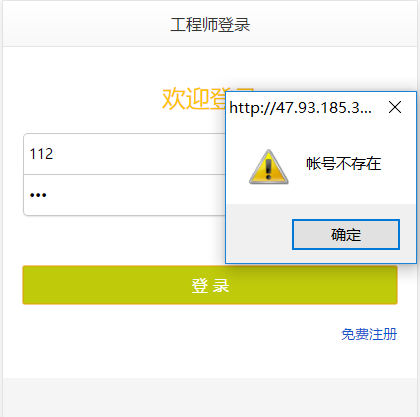 工程师登录
欢迎登录
http://47.93.185.3...
帐号不存在
确定
112
•••
登 录
免费注册